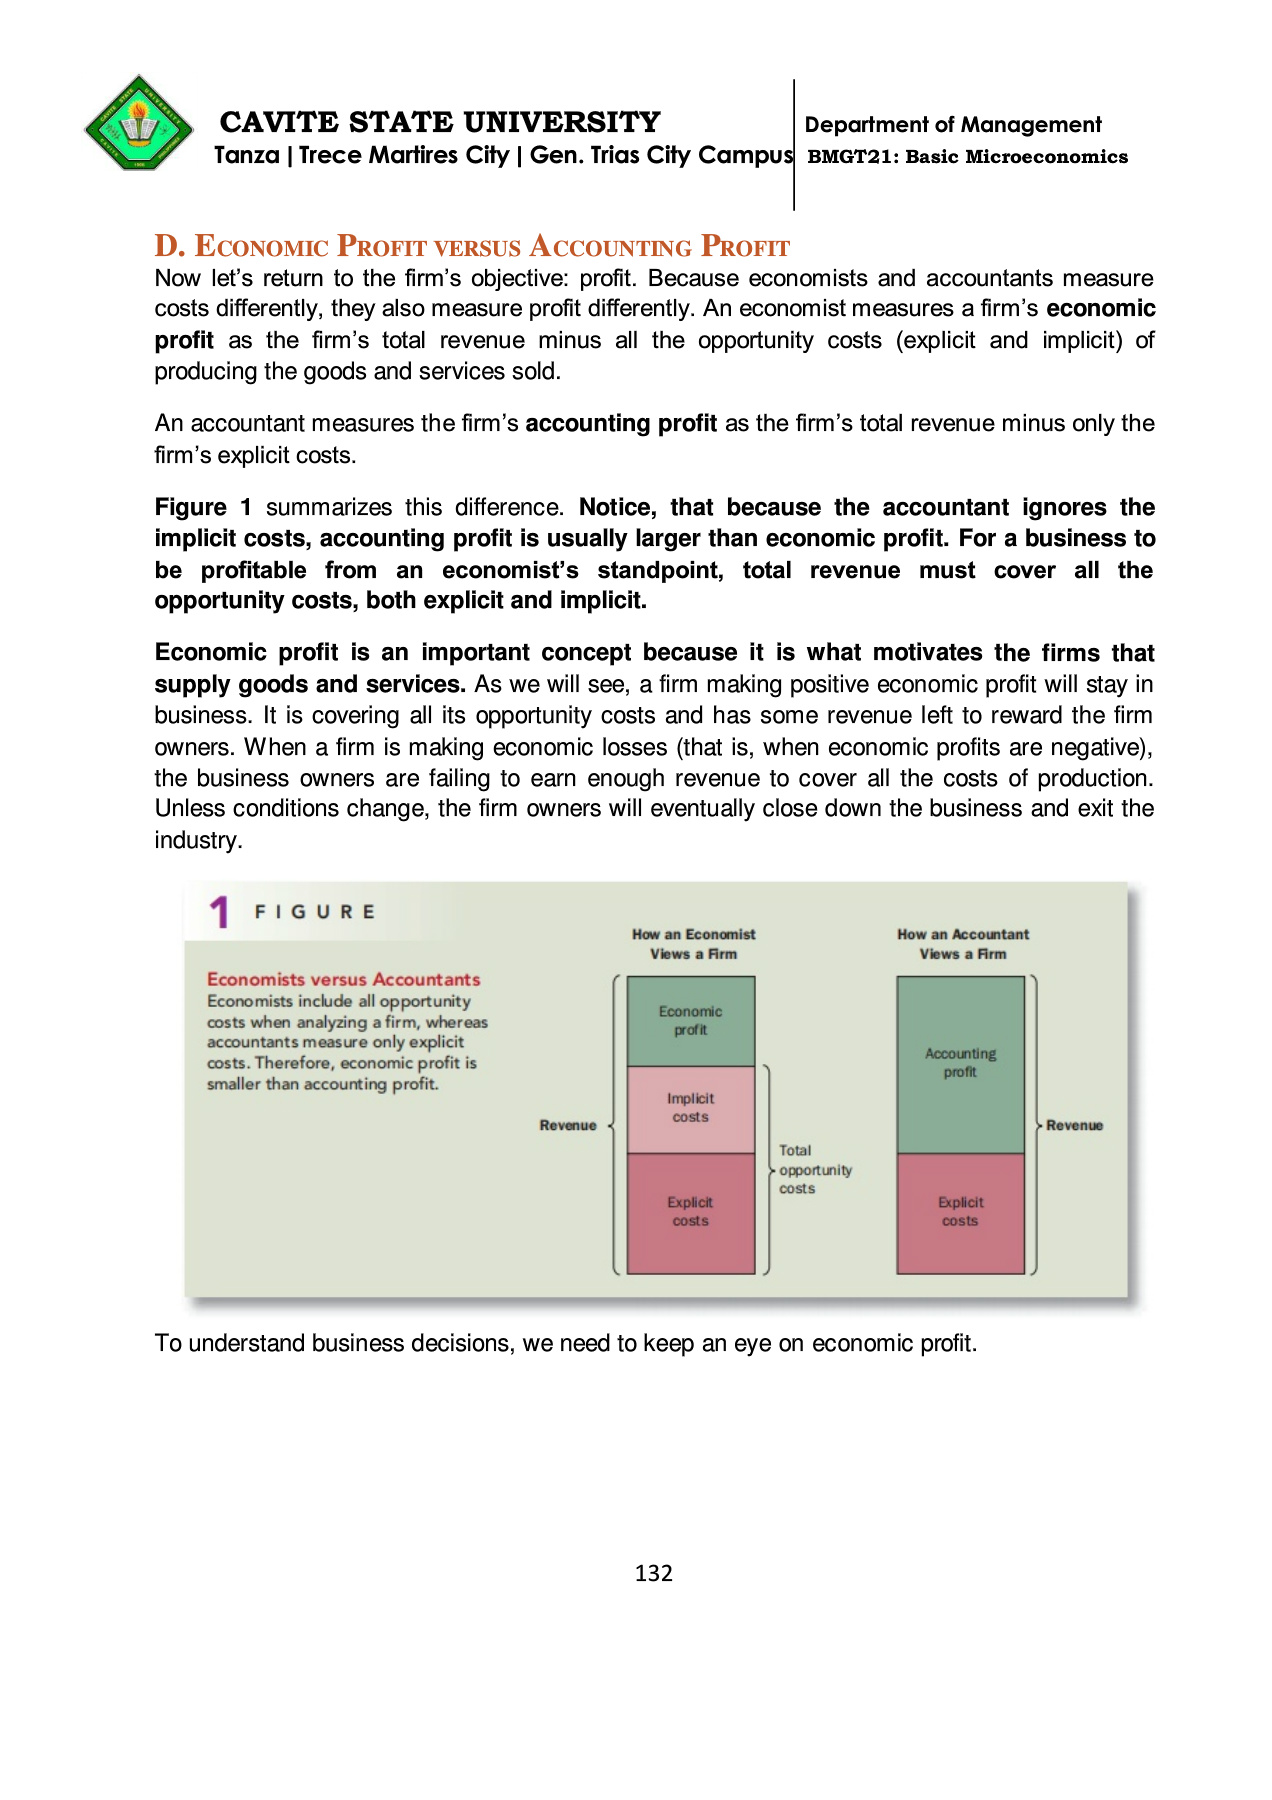 CAVITE STATE UNIVERSITY
Tanza | Trece Martires City | Gen. Trias City Campus
Department of Management
BMGT21: Basic Microeconomics
D. ECONOMIC PROFIT VERSUS ACCOUNTING PROFIT
Now let’s return to the firm’s objective: profit. Because economists and accountants measure
costs differently, they also measure profit differently. An economist measures a firm’s economic
profit as the firm’s total revenue minus all the opportunity costs (explicit and implicit) of
producing the goods and services sold.
An accountant measures the firm’s accounting profit as the firm’s total revenue minus only the
firm’s explicit costs.
Figure 1 summarizes this difference. Notice, that because the accountant ignores the
implicit costs, accounting profit is usually larger than economic profit. For a business to
be profitable from an economist’s standpoint, total revenue must cover all the
opportunity costs, both explicit and implicit.
Economic profit is an important concept because it is what motivates the firms that
supply goods and services. As we will see, a firm making positive economic profit will stay in
business. It is covering all its opportunity costs and has some revenue left to reward the firm
owners. When a firm is making economic losses (that is, when economic profits are negative),
the business owners are failing to earn enough revenue to cover all the costs of production.
Unless conditions change, the firm owners will eventually close down the business and exit the
industry.
1 FIGURE
Economists versus Accountants
Economists include all opportunity
costs when analyzing a firm, whereas
accountants measure only explicit
costs. Therefore, economic profit is
smaller than accounting profit.
How an Economist
Views a Firm
Revenue
Economic
profit
Implicit
costs
Explicit
costs
Total
opportunity
costs
How an Accountant
Views a Firm
Accounting
profit
Explicit
costs
Revenue
To understand business decisions, we need to keep an eye on economic profit.
132